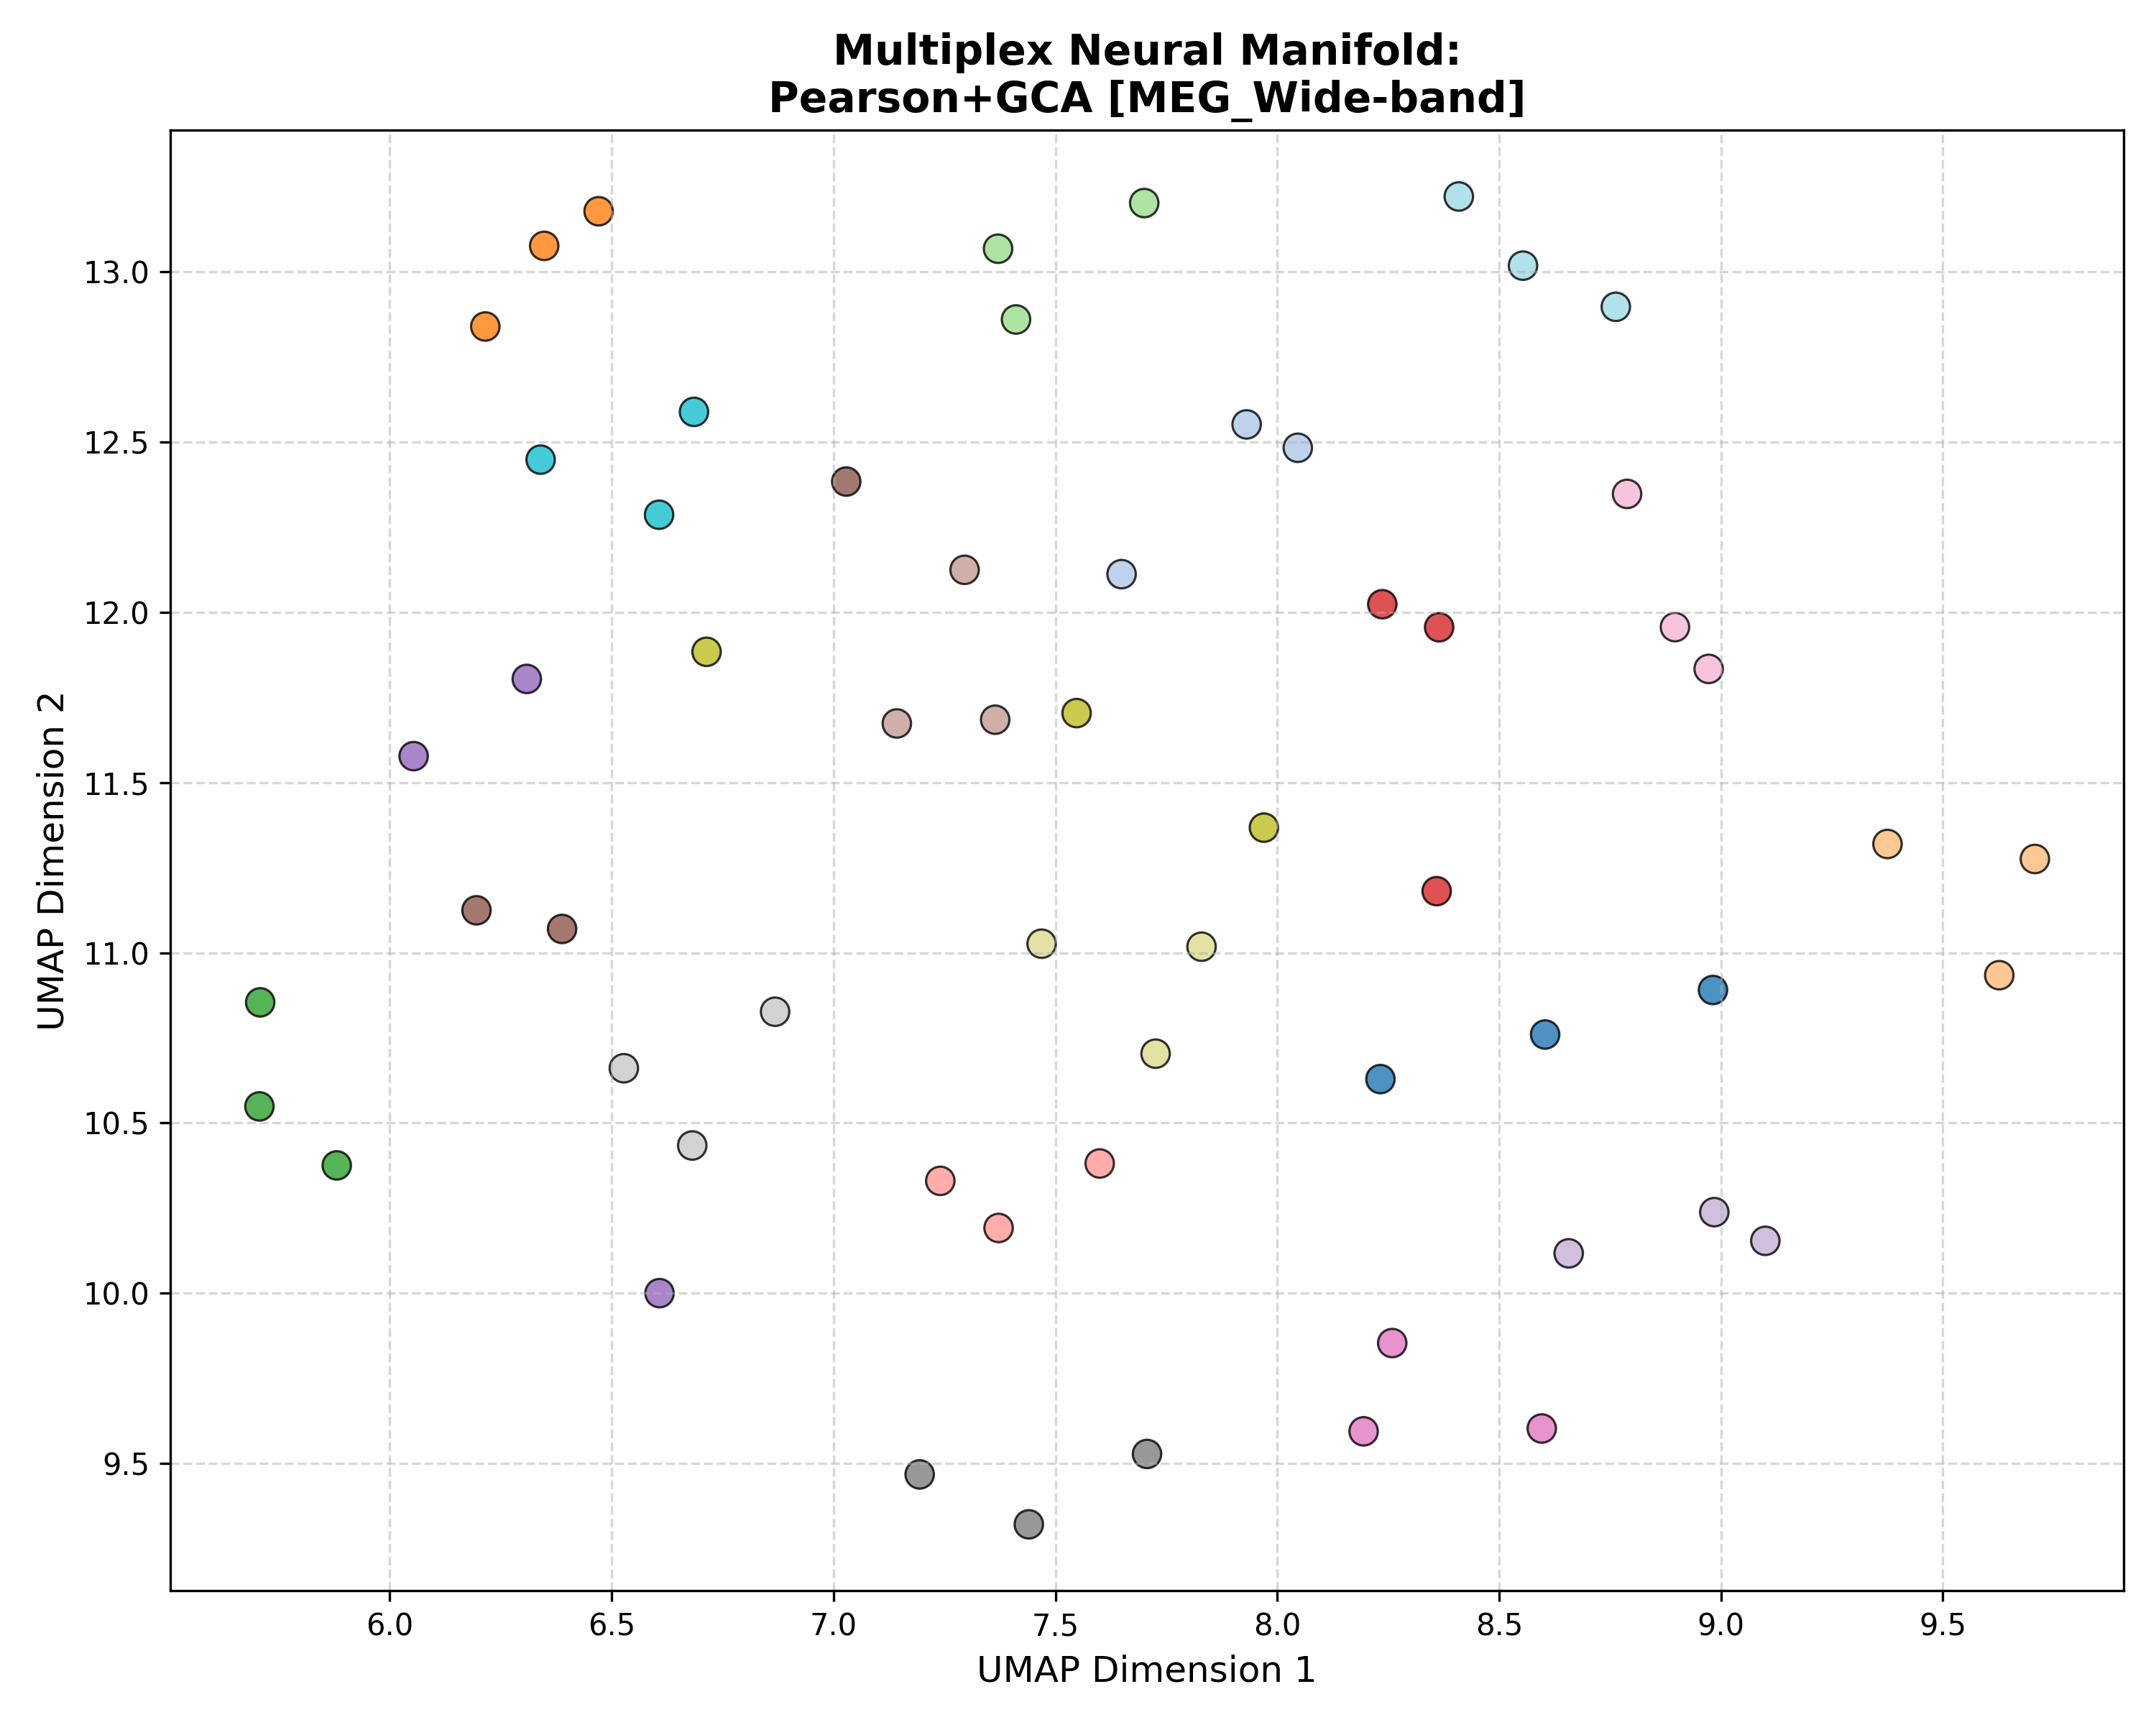 Multiplex Neural Manifold:
Pearson+GCA [MEG_Wide-band]
UMAP Dimension 2
13.0
12.5
12.0
11.5
11.0
10.5
10.0
9.5
6.0 6.5 7.0 7.5 8.0 8.5 9.0 9.5
UMAP Dimension 1